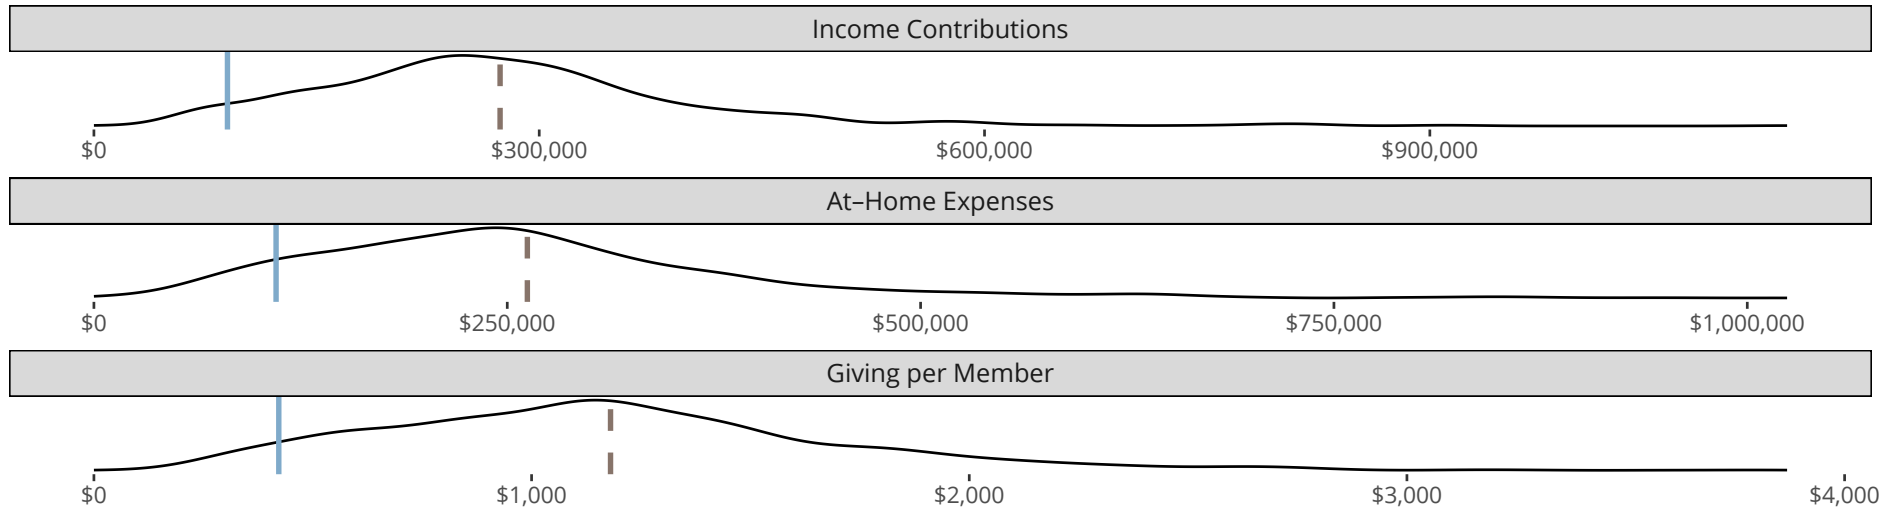 Income Contributions
$0 $300,000 $600,000 $900,000
At–Home Expenses
$0 $250,000 $500,000 $750,000 $1,000,000
Giving per Member
$0 $1,000 $2,000 $3,000 $4,000